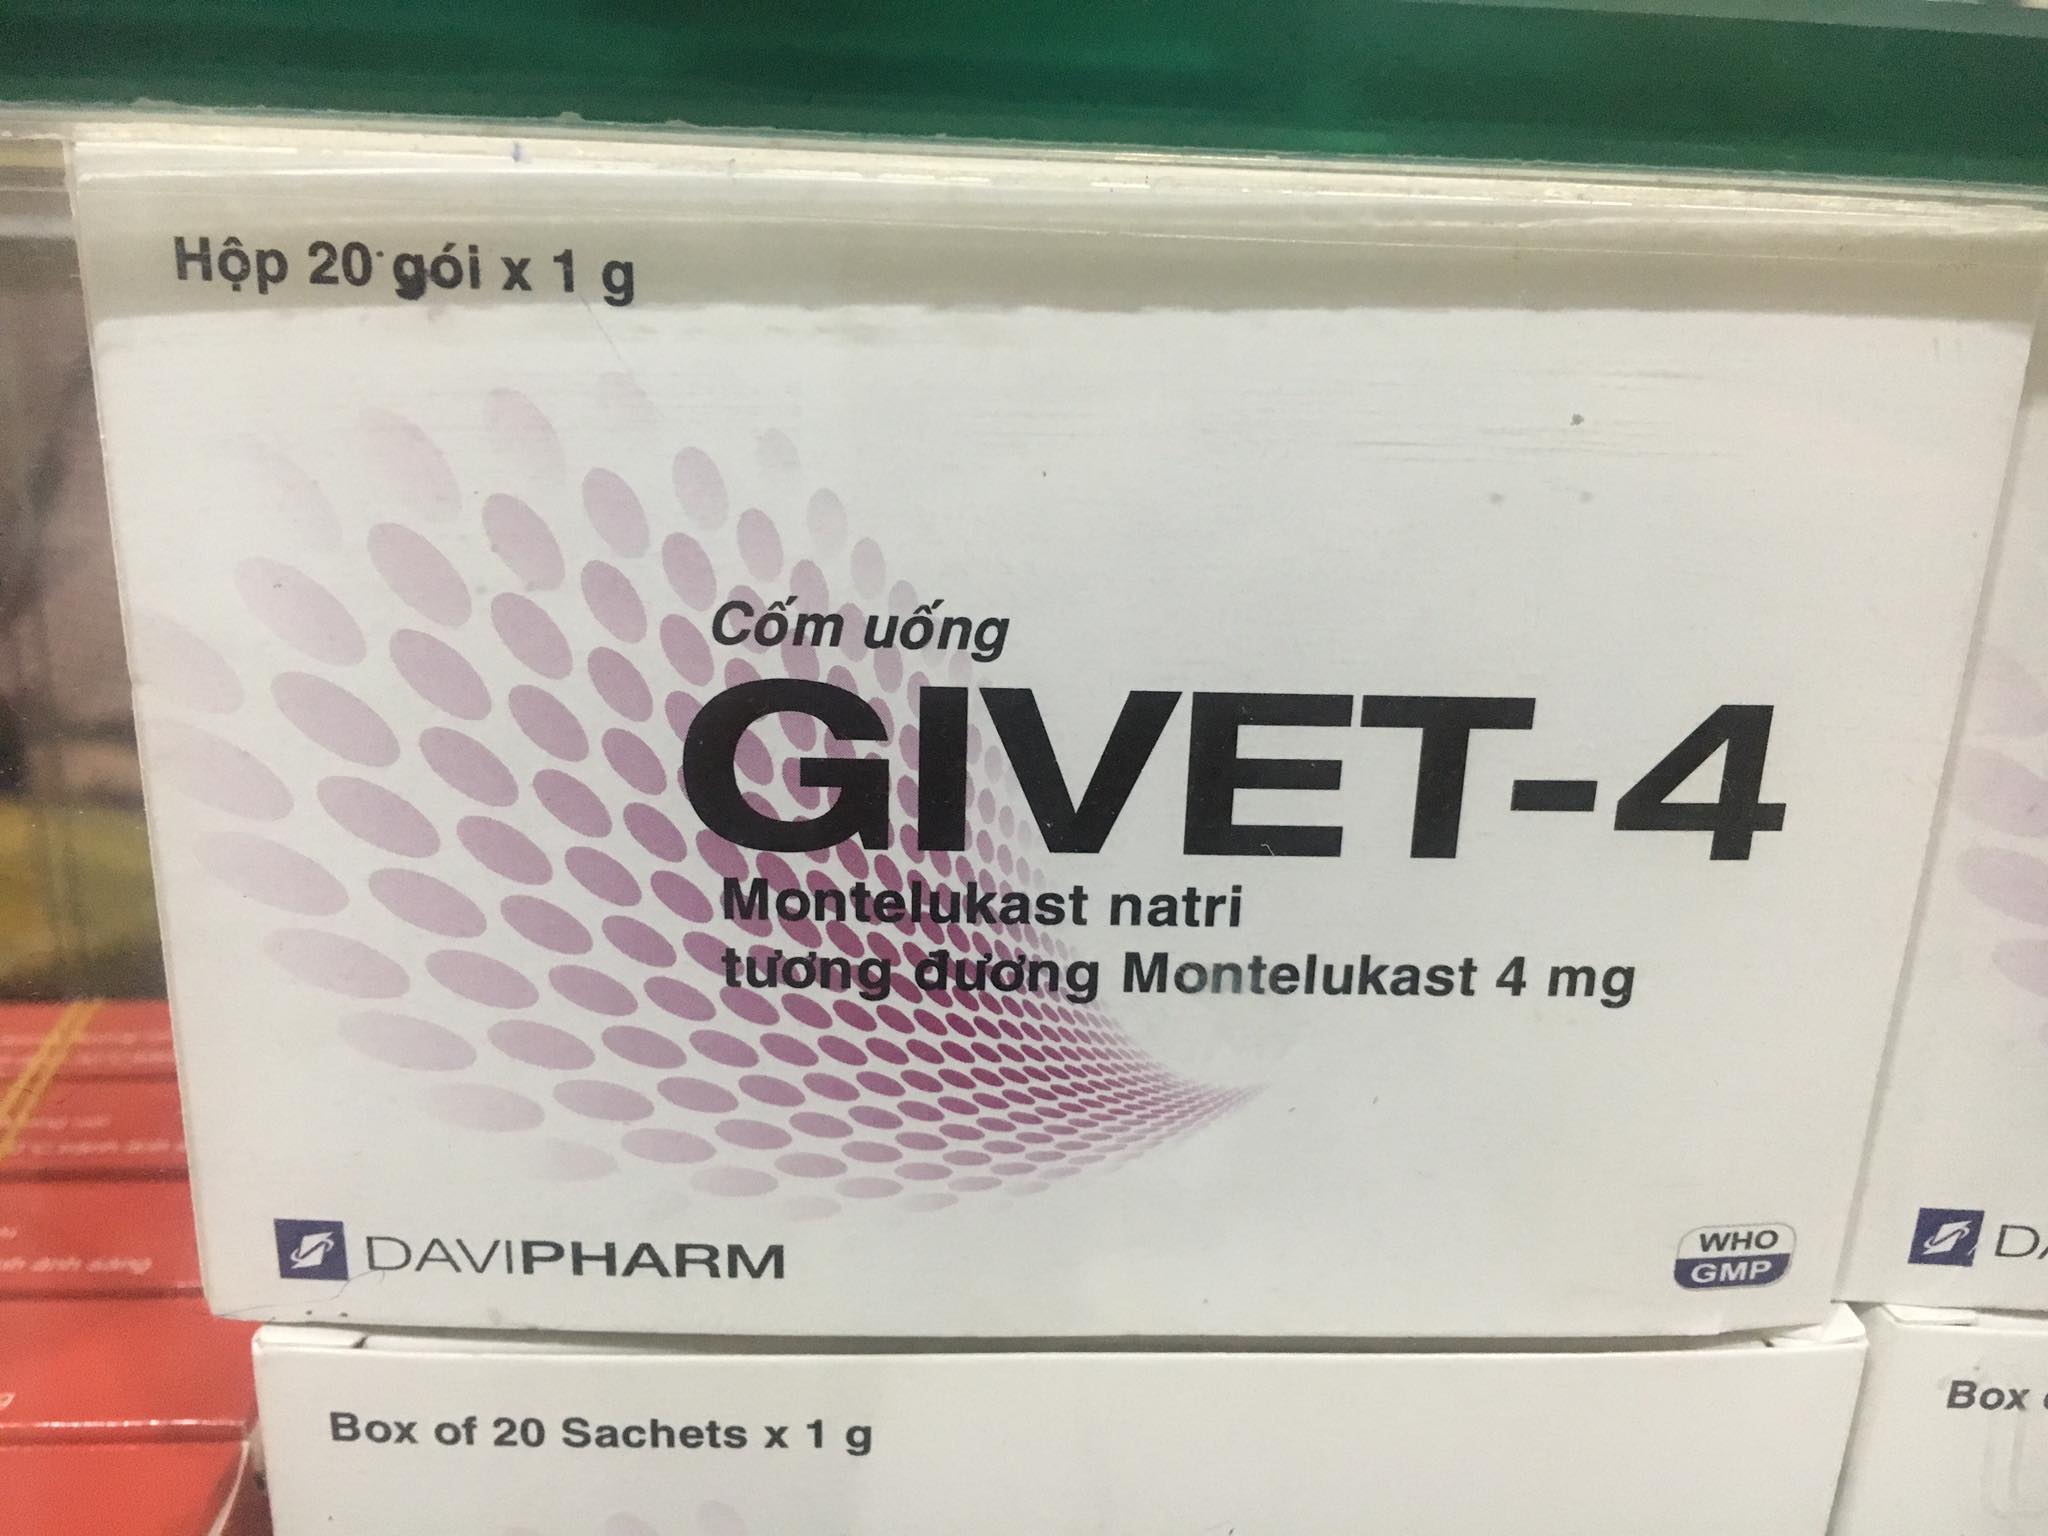 Hộp 20 gói x 1 g
Cốm uống
GIVET-4
Montelukast natri
tương đương Montelukast 4 mg
DAVIPHARM
WHO
GMP
Box of 20 Sachets x 1 g
Box